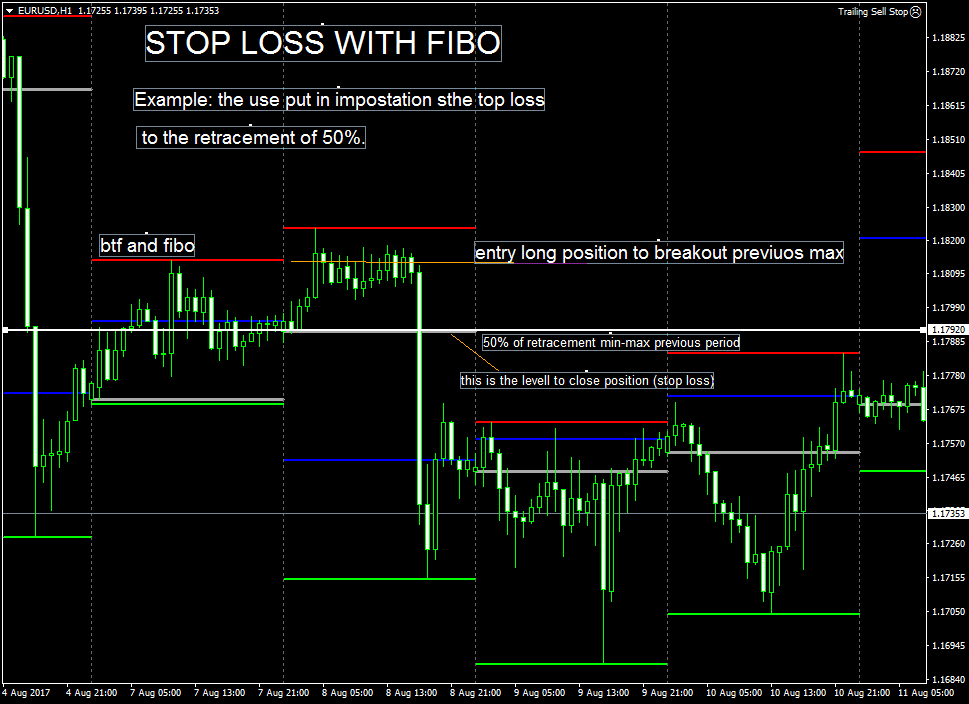 EURUSD,H1 1.17255 1.17395 1.17255 1.17353
Trailing Sell Stop
STOP LOSS WITH FIBO
Example: the use put in impostation sthe top loss
to the retracement of 50%.
btf and fibo
entry long position to breakout previuos max
50% of retracement min-max previous period
this is the levell to close position (stop loss)
1.18825
1.18720
1.18615
1.18510
1.18405
1.18300
1.18200
1.18095
1.17990
1.17920
1.17885
1.17780
1.17675
1.17570
1.17465
1.17353
1.17260
1.17155
1.17050
1.16945
1.16840
4 Aug 2017 4 Aug 21:00 7 Aug 05:00 7 Aug 13:00 7 Aug 21:00 8 Aug 05:00 8 Aug 13:00 8 Aug 21:00 9 Aug 05:00 9 Aug 13:00 9 Aug 21:00 10 Aug 05:00 10 Aug 13:00 10 Aug 21:00 11 Aug 05:00